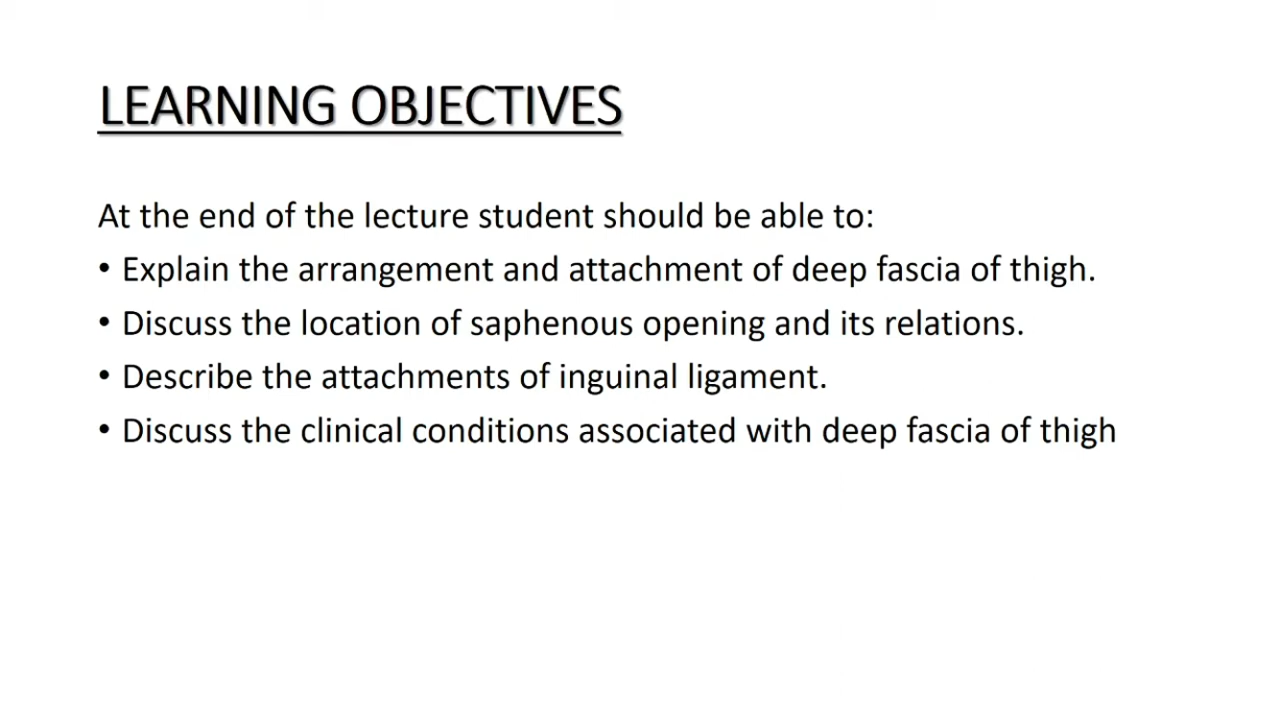 LEARNING OBJECTIVES
At the end of the lecture student should be able to:
• Explain the arrangement and attachment of deep fascia of thigh.
• Discuss the location of saphenous opening and its relations.
• Describe the attachments of inguinal ligament.
• Discuss the clinical conditions associated with deep fascia of thigh